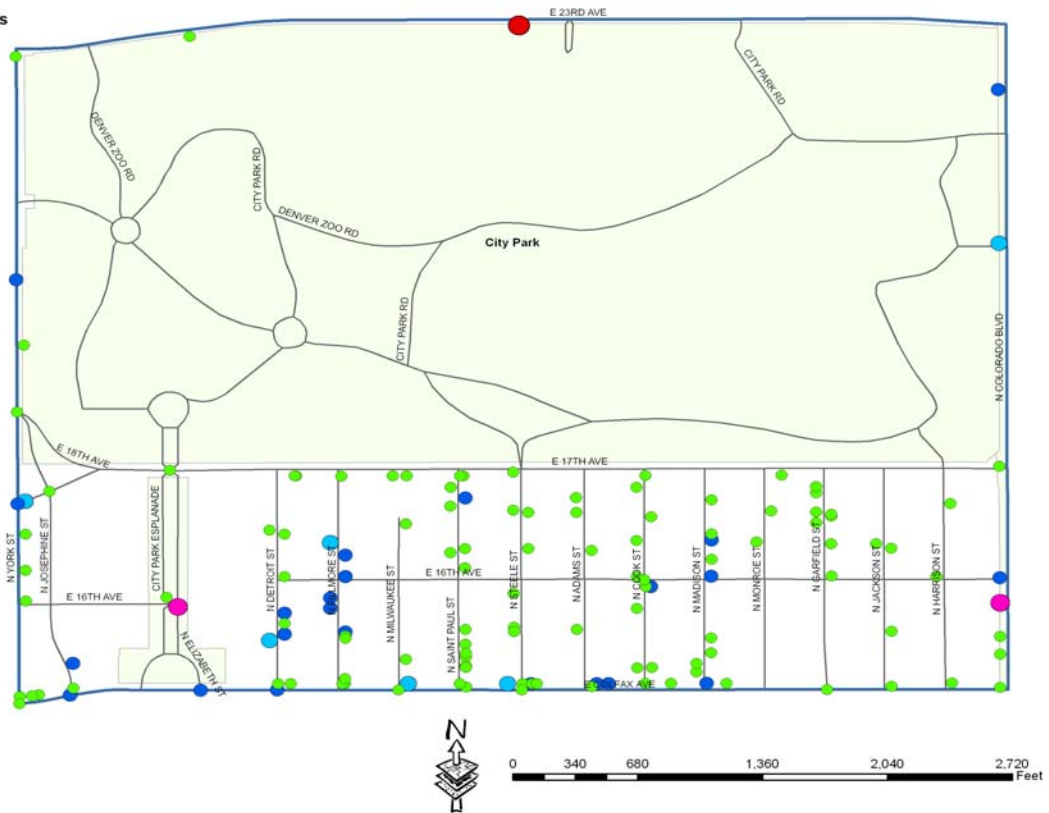 s
E 23RD AVE
CITY PARK RD
DENVER ZOO RD
CITY PARK RD
DENVER ZOO RD
City Park
CITY PARK RD
N COLORADO BLVD
E 18TH AVE
E 17TH AVE
N YORK ST
N JOSEPHINE ST
CITY PARK ESPLANADE
N DETROIT ST
N FILLMORE ST
N MILWAUKEE ST
N SAINT PAUL ST
N STEELE ST
N ADAMS ST
N COOK ST
N MADISON ST
N MONROE ST
N GARFIELD ST
N JACKSON ST
N HARRISON ST
E 16TH AVE
E 16TH AVE
N ELIZABETH ST
E COLFAX AVE
N
0 340 680 1,360 2,040 2,720
Feet